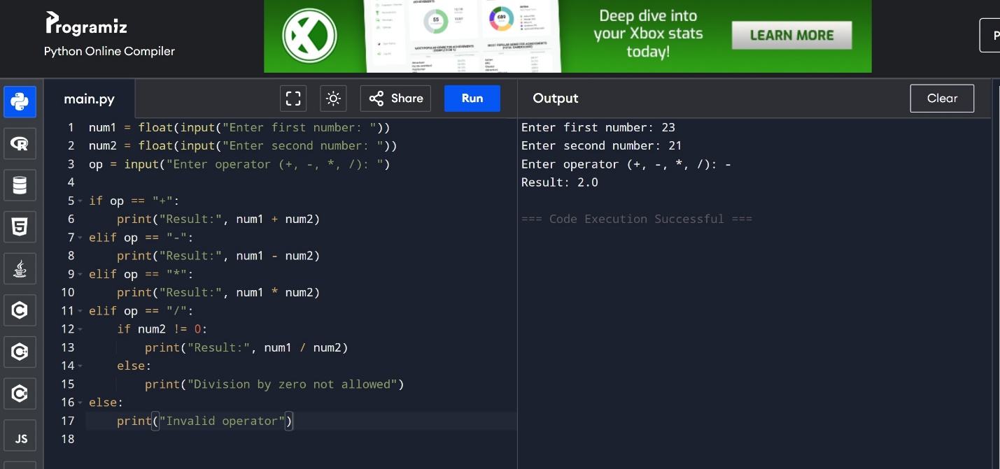 Programiz
Python Online Compiler
Deep dive into
your Xbox stats
today!
LEARN MORE
P
main.py
Share
Run
Output
Clear
1 num1 = float(input("Enter first number: "))
2 num2 = float(input("Enter second number: "))
3 op = input("Enter operator (+, -, *, /): ")
4
5 if op == "+":
6     print("Result:", num1 + num2)
7 elif op == "-":
8     print("Result:", num1 - num2)
9 elif op == "*":
10     print("Result:", num1 * num2)
11 elif op == "/":
12     if num2 != 0:
13         print("Result:", num1 / num2)
14     else:
15         print("Division by zero not allowed")
16 else:
17     print("Invalid operator")
18
Enter first number: 23
Enter second number: 21
Enter operator (+, -, *, /): -
Result: 2.0
=== Code Execution Successful ===
R
5
C
C
C
JS